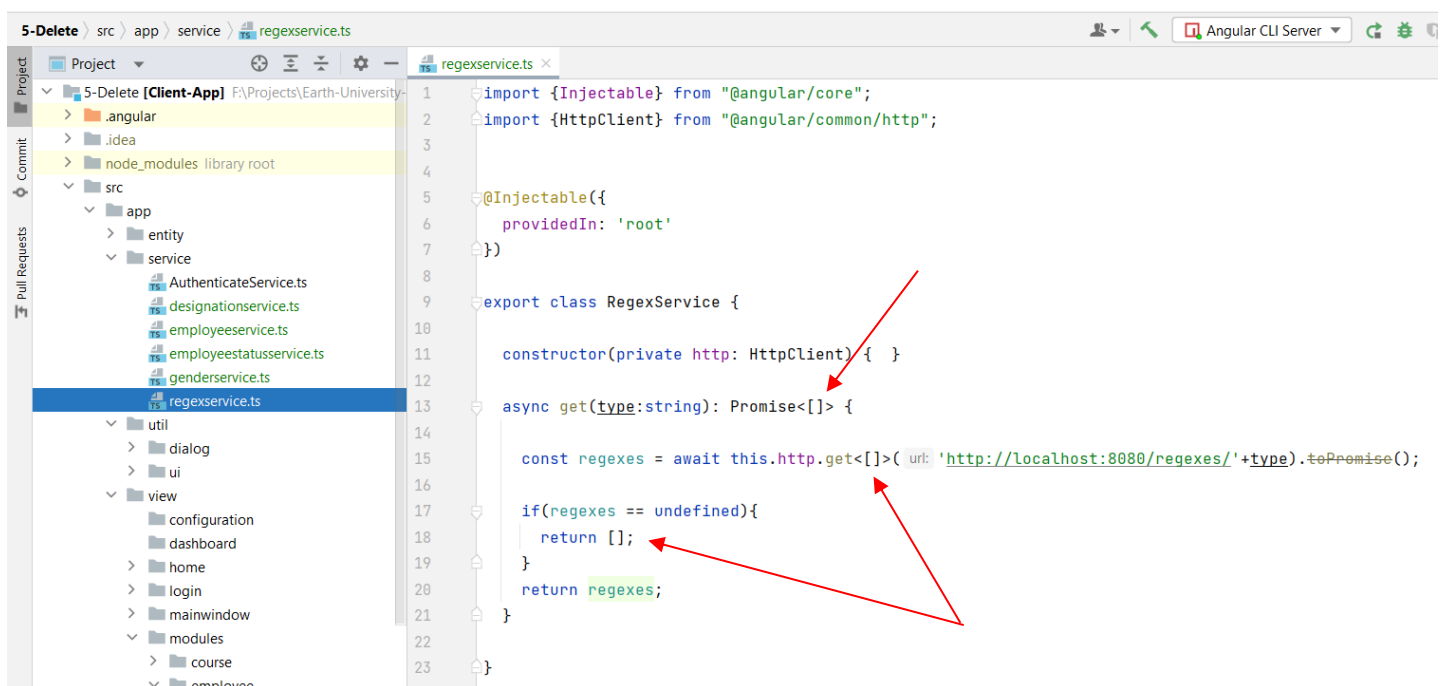 5-Delete 〉 src 〉 app 〉 service 〉 regexservice.ts
Angular CLI Server
Project
Commit
Pull Requests
Project
5-Delete [Client-App] F:\Projects\Earth-University-
.angular
.idea
node_modules library root
src
app
entity
service
AuthenticateService.ts
designationservice.ts
employeeservice.ts
employeestatusservice.ts
genderservice.ts
regexservice.ts
util
dialog
ui
view
configuration
dashboard
home
login
mainwindow
modules
course
employee
regexservice.ts
1 import {Injectable} from "@angular/core";
2 import {HttpClient} from "@angular/common/http";
3
4
5 @Injectable({
6 providedIn: 'root'
7 })
8
9 export class RegexService {
10
11 constructor(private http: HttpClient) { }
12
13 async get(type:string): Promise<[]> {
14
15 const regexes = await this.http.get<[]>( url: 'http://localhost:8080/regexes/'+type).toPromise();
16
17 if(regexes == undefined){
18 return [];
19 }
20 return regexes;
21 }
22
23 }